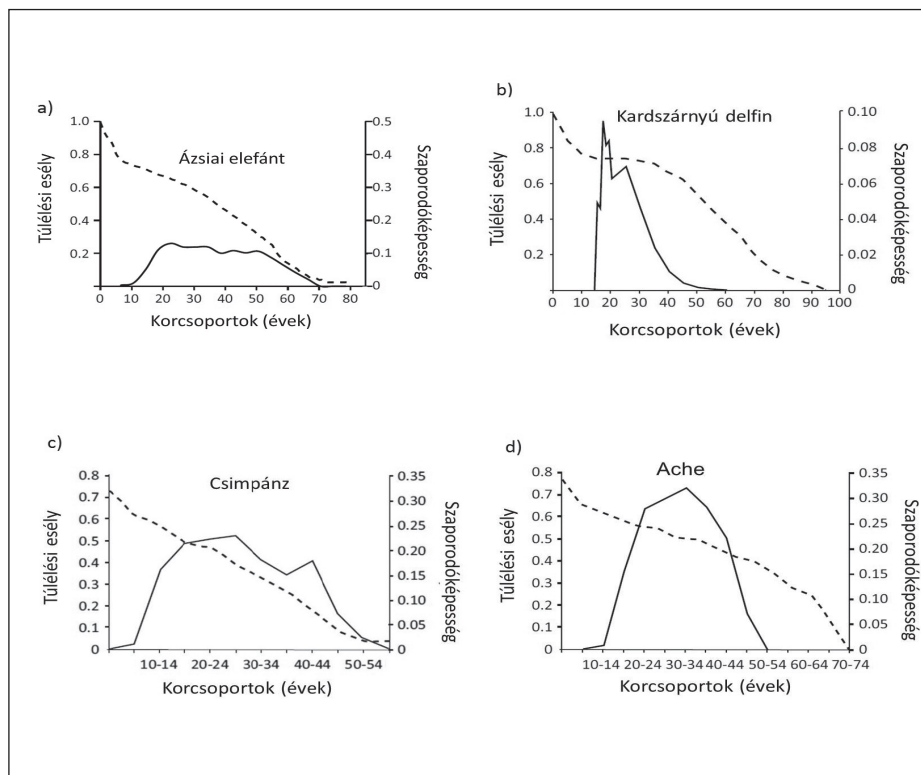 a)
Ázsiai elefánt
Túlélési esély
1.0
0.8
0.6
0.4
0.2
0.5
0.4
0.3
0.2
0.1
0
Szaporodóképesség
0 10 20 30 40 50 60 70 80
Korcsoportok (évek)
b)
Kardszárnyú delfin
Túlélési esély
1.0
0.8
0.6
0.4
0.2
0.10
0.08
0.06
0.04
0.02
0
Szaporodóképesség
0 10 20 30 40 50 60 70 80 90 100
Korcsoportok (évek)
c)
Csimpánz
Túlélési esély
0.8
0.7
0.6
0.5
0.4
0.3
0.2
0.1
0
0.35
0.30
0.25
0.20
0.15
0.10
0.05
0
Szaporodóképesség
10-14 20-24 30-34 40-44 50-54
Korcsoportok (évek)
d)
Ache
Túlélési esély
0.8
0.7
0.6
0.5
0.4
0.3
0.2
0.1
0
0.35
0.30
0.25
0.20
0.15
0.10
0.05
0
Szaporodóképesség
10-14 20-24 30-34 40-44 50-54 60-64 70-74
Korcsoportok (évek)